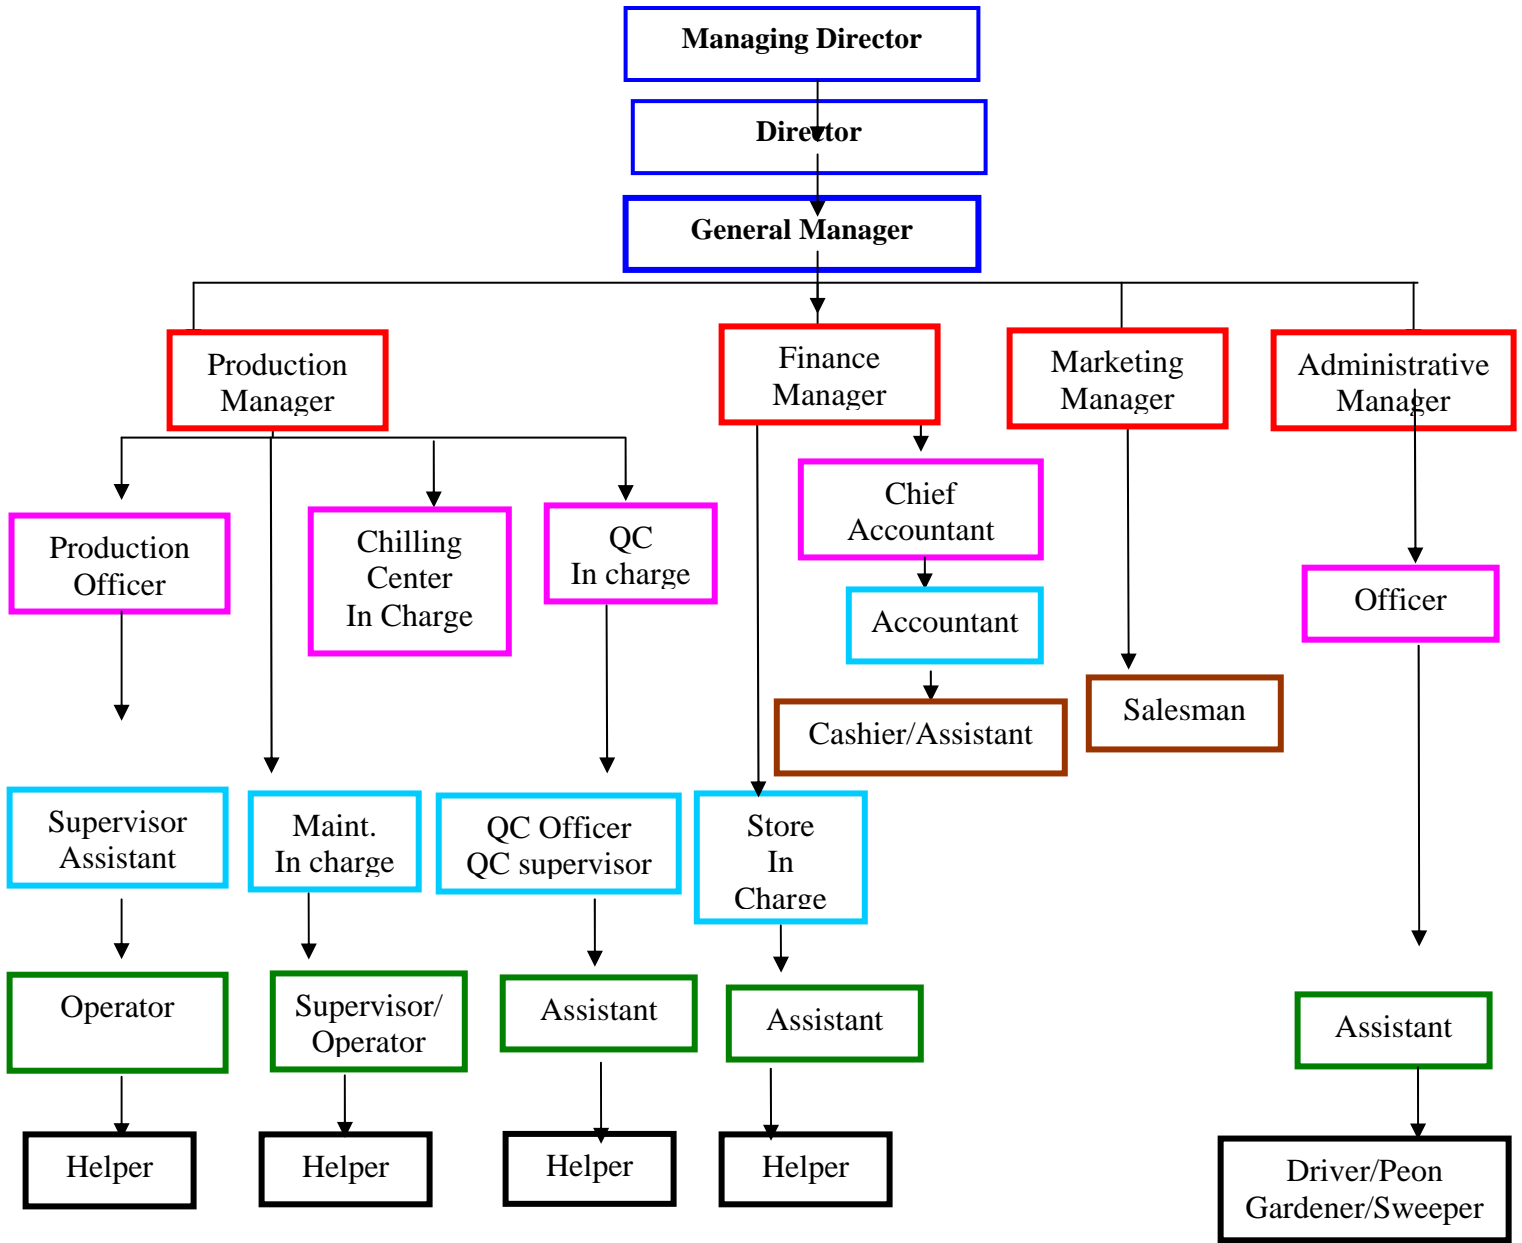 Managing Director
Director
General Manager
Production
Manager
Finance
Manager
Marketing
Manager
Administrative
Manager
Production
Officer
Chilling
Center
In Charge
QC
In charge
Chief
Accountant
Accountant
Cashier/Assistant
Salesman
Officer
Supervisor
Assistant
Maint.
In charge
QC Officer
QC supervisor
Store
In
Charge
Operator
Supervisor/
Operator
Assistant
Assistant
Assistant
Helper
Helper
Helper
Helper
Driver/Peon
Gardener/Sweeper